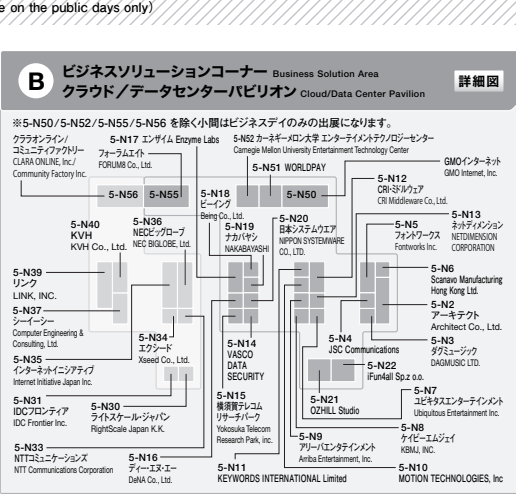 e on the public days only)
B
ビジネスソリューションコーナー Business Solution Area
クラウド／データセンターパビリオン Cloud/Data Center Pavilion
詳細図
※5-N50/5-N52/5-N55/5-N56 を除く小間はビジネスデイのみの出展になります。
クララオンライン/
コミュニティファクトリー
CLARA ONLINE, Inc./
Community Factory Inc.
5-N17 エンザイム Enzyme Labs
フォーラムエイト
FORUM8 Co., Ltd.
5-N52 カーネギーメロン大学 エンターテイメントテクノロジーセンター
Carnegie Mellon University Entertainment Technology Center
5-N51 WORLDPAY
GMOインターネット
GMO Internet, Inc.
5-N56
5-N55
5-N50
5-N18
ビーイング
Being Co., Ltd.
5-N12
CRI・ミドルウェア
CRI Middleware Co., Ltd.
5-N40
KVH
KVH Co., Ltd.
5-N36
NECビッグローブ
NEC BIGLOBE, Ltd.
5-N19
ナカバヤシ
NAKABAYASHI
5-N20
日本システムウエア
NIPPON SYSTEMWARE
CO., LTD.
5-N5
フォントワークス
Fontworks Inc.
5-N13
ネットディメンション
NETDIMENSION
CORPORATION
5-N39
リンク
LINK, INC.
5-N6
Scanavo Manufacturing
Hong Kong Ltd.
5-N37
シーイーシー
Computer Engineering &
Consulting, Ltd.
5-N2
アーキテクト
Architect Co., Ltd.
5-N34
エクシード
Xseed Co., Ltd.
5-N14
VASCO
DATA
SECURITY
5-N4
JSC Communications
5-N3
ダグミュージック
DAGMUSIC LTD.
5-N35
インターネットイニシアティブ
Internet Initiative Japan Inc.
5-N22
iFun4all Sp.z o.o.
5-N31
IDCフロンティア
IDC Frontier Inc.
5-N30
ライトスケール・ジャパン
RightScale Japan K.K.
5-N15
横須賀テレコム
リサーチパーク
Yokosuka Telecom
Research Park, inc.
5-N21
OZHILL Studio
5-N7
ユビキタスエンターテインメント
Ubiquitous Entertainment Inc.
5-N33
NTTコミュニケーションズ
NTT Communications Corporation
5-N16
ディー・エヌ・エー
DeNA Co., Ltd.
5-N9
アリーバエンタテインメント
Arriba Entertainment, Inc.
5-N8
ケイビーエムジェイ
KBMJ, INC.
5-N11
KEYWORDS INTERNATIONAL Limited
5-N10
MOTION TECHNOLOGIES, Inc